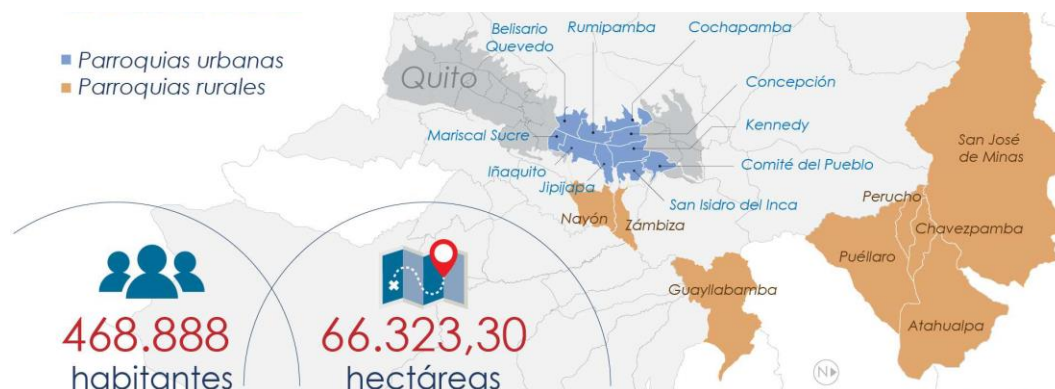 Parroquias urbanas
Parroquias rurales
Quito
Belisario
Quevedo
Rumipamba
Cochapamba
Concepción
Kennedy
Mariscal Sucre
Comité del Pueblo
Iñaquito
Jipijapa
San Isidro del Inca
Nayón
Zámbiza
San José
de Minas
Perucho
Chavezpamba
Puéllaro
Guayllabamba
Atahualpa
468.888
habitantes
66.323,30
hectáreas
N